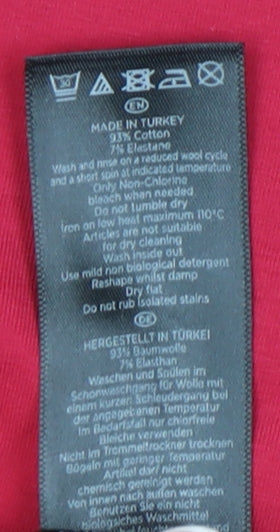 30
EN
MADE IN TURKEY
93% Cotton
7% Elastane
Wash and rinse on a reduced wool cycle
and a short spin at indicated temperature
Only Non-Chlorine
bleach when needed
Do not tumble dry
Iron on low heat maximum 110°C
Articles are not suitable
for dry cleaning
Wash inside out
Use mild non biological detergent
Reshape whilst damp
Dry flat
Do not rub isolated stains
DE
HERGESTELLT IN TÜRKEI
93% Baumwolle
7% Elasthan
Waschen und Spülen im
Schonwaschgang für Wolle mit
einem kurzen Schleudergang bei
der angegebenen Temperatur
Im Bedarfsfall nur chlorfreie
Bleiche verwenden
Nicht im Trommeltrockner trocknen
Bügeln mit geringer Temperatur
Artikel darf nicht
chemisch gereinigt werden
Von innen nach außen waschen
Benutzen Sie ein nicht
biologisches Waschmittel